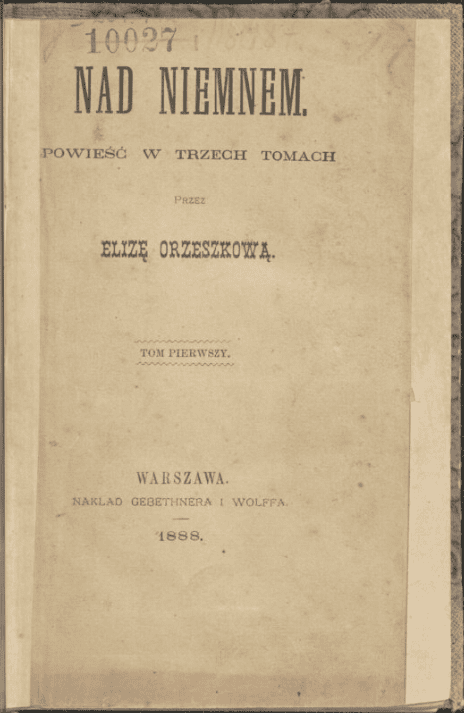 10027
NAD NIEMNEM.
POWIEŚĆ W TRZECH TOMACH
PRZEZ
ELIZĘ ORZESZKOWĄ.
TOM PIERWSZY.
WARSZAWA.
NAKŁAD GEBETHNERA I WOLFFA.
1888.